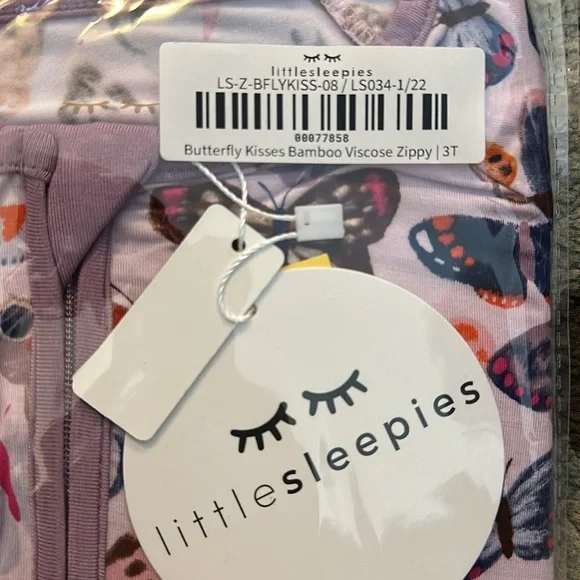 littlesleepies
LS-Z-BFLYKISS-08 / LS034-1/22
00077858
Butterfly Kisses Bamboo Viscose Zippy | 3T
littlesleepies